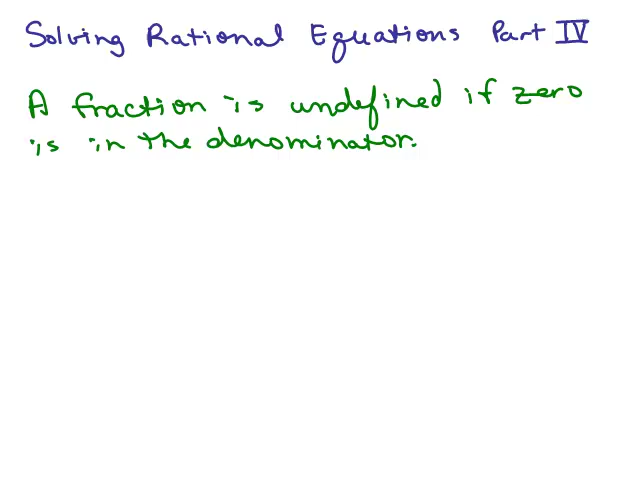 Solving Rational Equations Part IV
A fraction is undefined if zero
is in the denominator.